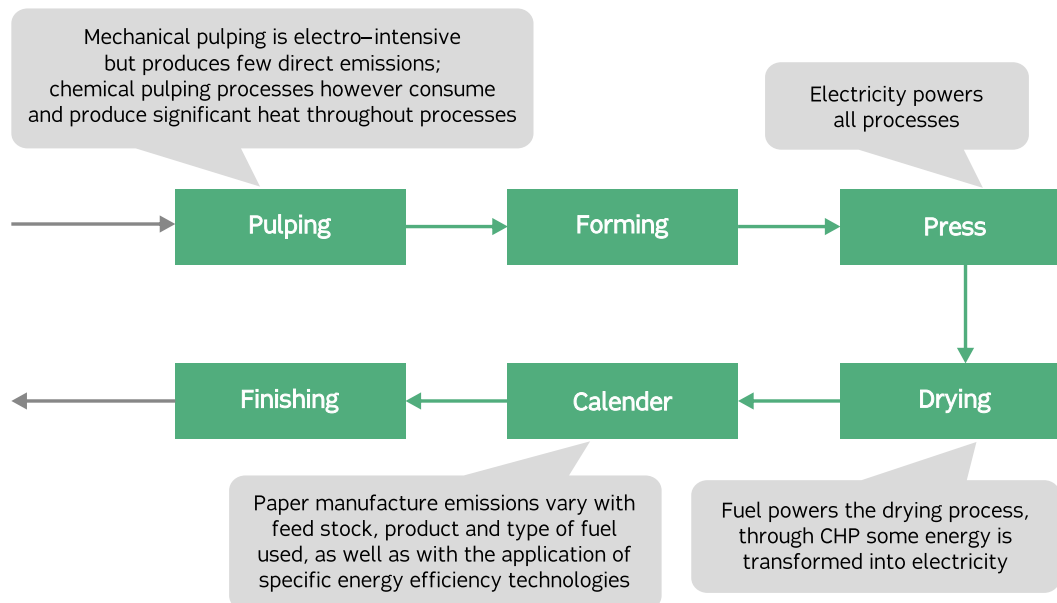 Mechanical pulping is electro–intensive
but produces few direct emissions;
chemical pulping processes however consume
and produce significant heat throughout processes
Electricity powers
all processes
Pulping
Forming
Press
Finishing
Calender
Drying
Paper manufacture emissions vary with
feed stock, product and type of fuel
used, as well as with the application of
specific energy efficiency technologies
Fuel powers the drying process,
through CHP some energy is
transformed into electricity